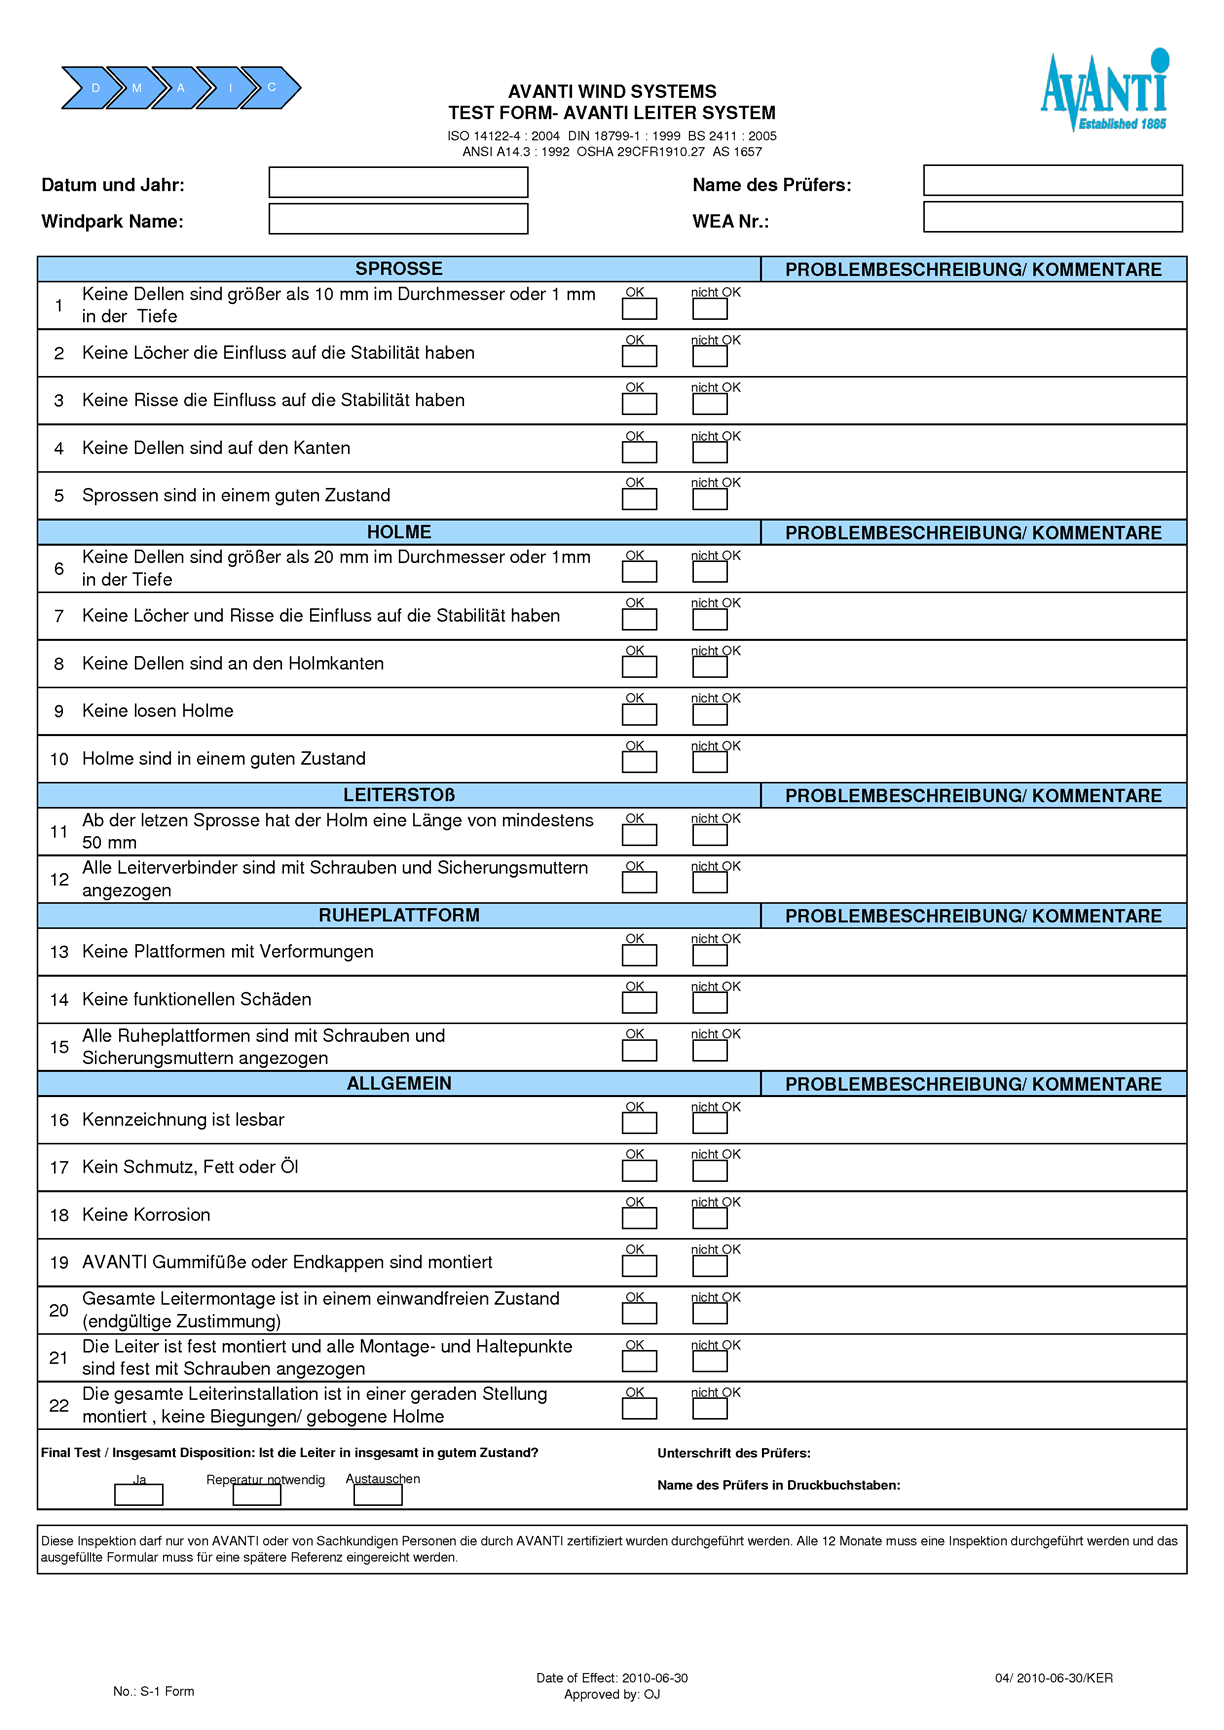 D M A I C
AVANTI
Established 1885
AVANTI WIND SYSTEMS
TEST FORM- AVANTI LEITER SYSTEM
ISO 14122-4 : 2004 DIN 18799-1 : 1999 BS 2411 : 2005
ANSI A14.3 : 1992 OSHA 29CFR1910.27 AS 1657
Datum und Jahr: Name des Prüfers:
Windpark Name: WEA Nr.:
SPROSSE PROBLEMBESCHREIBUNG/ KOMMENTARE
1 Keine Dellen sind größer als 10 mm im Durchmesser oder 1 mm OK nicht OK
in der Tiefe
2 Keine Löcher die Einfluss auf die Stabilität haben OK nicht OK
3 Keine Risse die Einfluss auf die Stabilität haben OK nicht OK
4 Keine Dellen sind auf den Kanten OK nicht OK
5 Sprossen sind in einem guten Zustand OK nicht OK
HOLME PROBLEMBESCHREIBUNG/ KOMMENTARE
6 Keine Dellen sind größer als 20 mm im Durchmesser oder 1mm OK nicht OK
in der Tiefe
7 Keine Löcher und Risse die Einfluss auf die Stabilität haben OK nicht OK
8 Keine Dellen sind an den Holmkanten OK nicht OK
9 Keine losen Holme OK nicht OK
10 Holme sind in einem guten Zustand OK nicht OK
LEITERSTOß PROBLEMBESCHREIBUNG/ KOMMENTARE
11 Ab der letzen Sprosse hat der Holm eine Länge von mindestens OK nicht OK
50 mm
12 Alle Leiterverbinder sind mit Schrauben und Sicherungsmuttern OK nicht OK
angezogen
RUHEPLATTFORM PROBLEMBESCHREIBUNG/ KOMMENTARE
13 Keine Plattformen mit Verformungen OK nicht OK
14 Keine funktionellen Schäden OK nicht OK
15 Alle Ruheplattformen sind mit Schrauben und OK nicht OK
Sicherungsmuttern angezogen
ALLGEMEIN PROBLEMBESCHREIBUNG/ KOMMENTARE
16 Kennzeichnung ist lesbar OK nicht OK
17 Kein Schmutz, Fett oder Öl OK nicht OK
18 Keine Korrosion OK nicht OK
19 AVANTI Gummifüße oder Endkappen sind montiert OK nicht OK
20 Gesamte Leitermontage ist in einem einwandfreien Zustand OK nicht OK
(endgültige Zustimmung)
21 Die Leiter ist fest montiert und alle Montage- und Haltepunkte OK nicht OK
sind fest mit Schrauben angezogen
22 Die gesamte Leiterinstallation ist in einer geraden Stellung OK nicht OK
montiert , keine Biegungen/ gebogene Holme
Final Test / Insgesamt Disposition: Ist die Leiter in insgesamt in gutem Zustand? Unterschrift des Prüfers:
Ja Reperatur notwendig Austauschen
Name des Prüfers in Druckbuchstaben:
Diese Inspektion darf nur von AVANTI oder von Sachkundigen Personen die durch AVANTI zertifiziert wurden durchgeführt werden. Alle 12 Monate muss eine Inspektion durchgeführt werden und das
ausgefüllte Formular muss für eine spätere Referenz eingereicht werden.
No.: S-1 Form
Date of Effect: 2010-06-30
Approved by: OJ
04/ 2010-06-30/KER